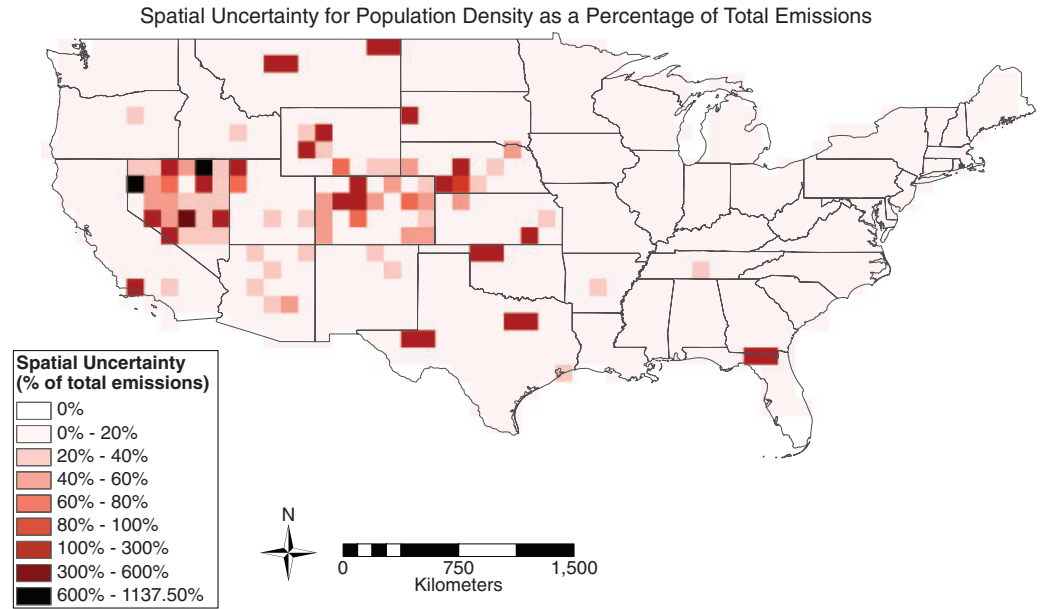 Spatial Uncertainty for Population Density as a Percentage of Total Emissions
Spatial Uncertainty
(% of total emissions)
0%
0% - 20%
20% - 40%
40% - 60%
60% - 80%
80% - 100%
100% - 300%
300% - 600%
600% - 1137.50%
N
0 750 1,500
Kilometers